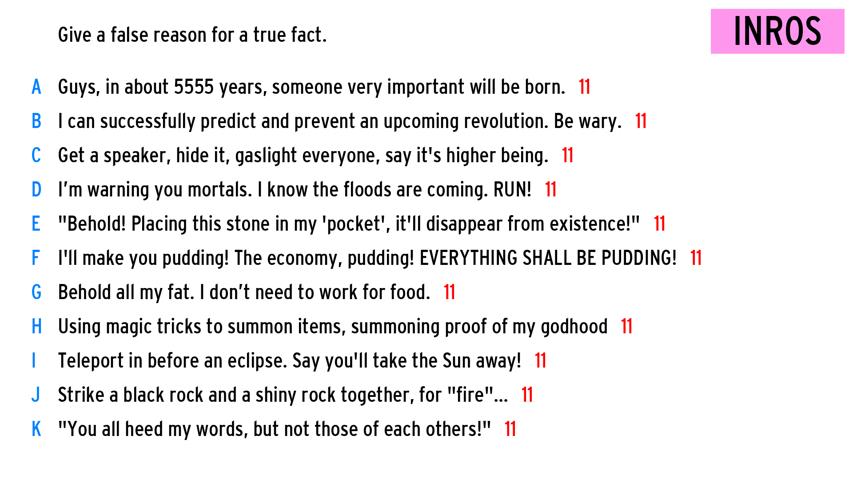 Give a false reason for a true fact.
INROS
A Guys, in about 5555 years, someone very important will be born. 11
B I can successfully predict and prevent an upcoming revolution. Be wary. 11
C Get a speaker, hide it, gaslight everyone, say it's higher being. 11
D I’m warning you mortals. I know the floods are coming. RUN! 11
E "Behold! Placing this stone in my 'pocket', it'll disappear from existence!" 11
F I'll make you pudding! The economy, pudding! EVERYTHING SHALL BE PUDDING! 11
G Behold all my fat. I don’t need to work for food. 11
H Using magic tricks to summon items, summoning proof of my godhood 11
I Teleport in before an eclipse. Say you'll take the Sun away! 11
J Strike a black rock and a shiny rock together, for "fire"... 11
K "You all heed my words, but not those of each others!" 11